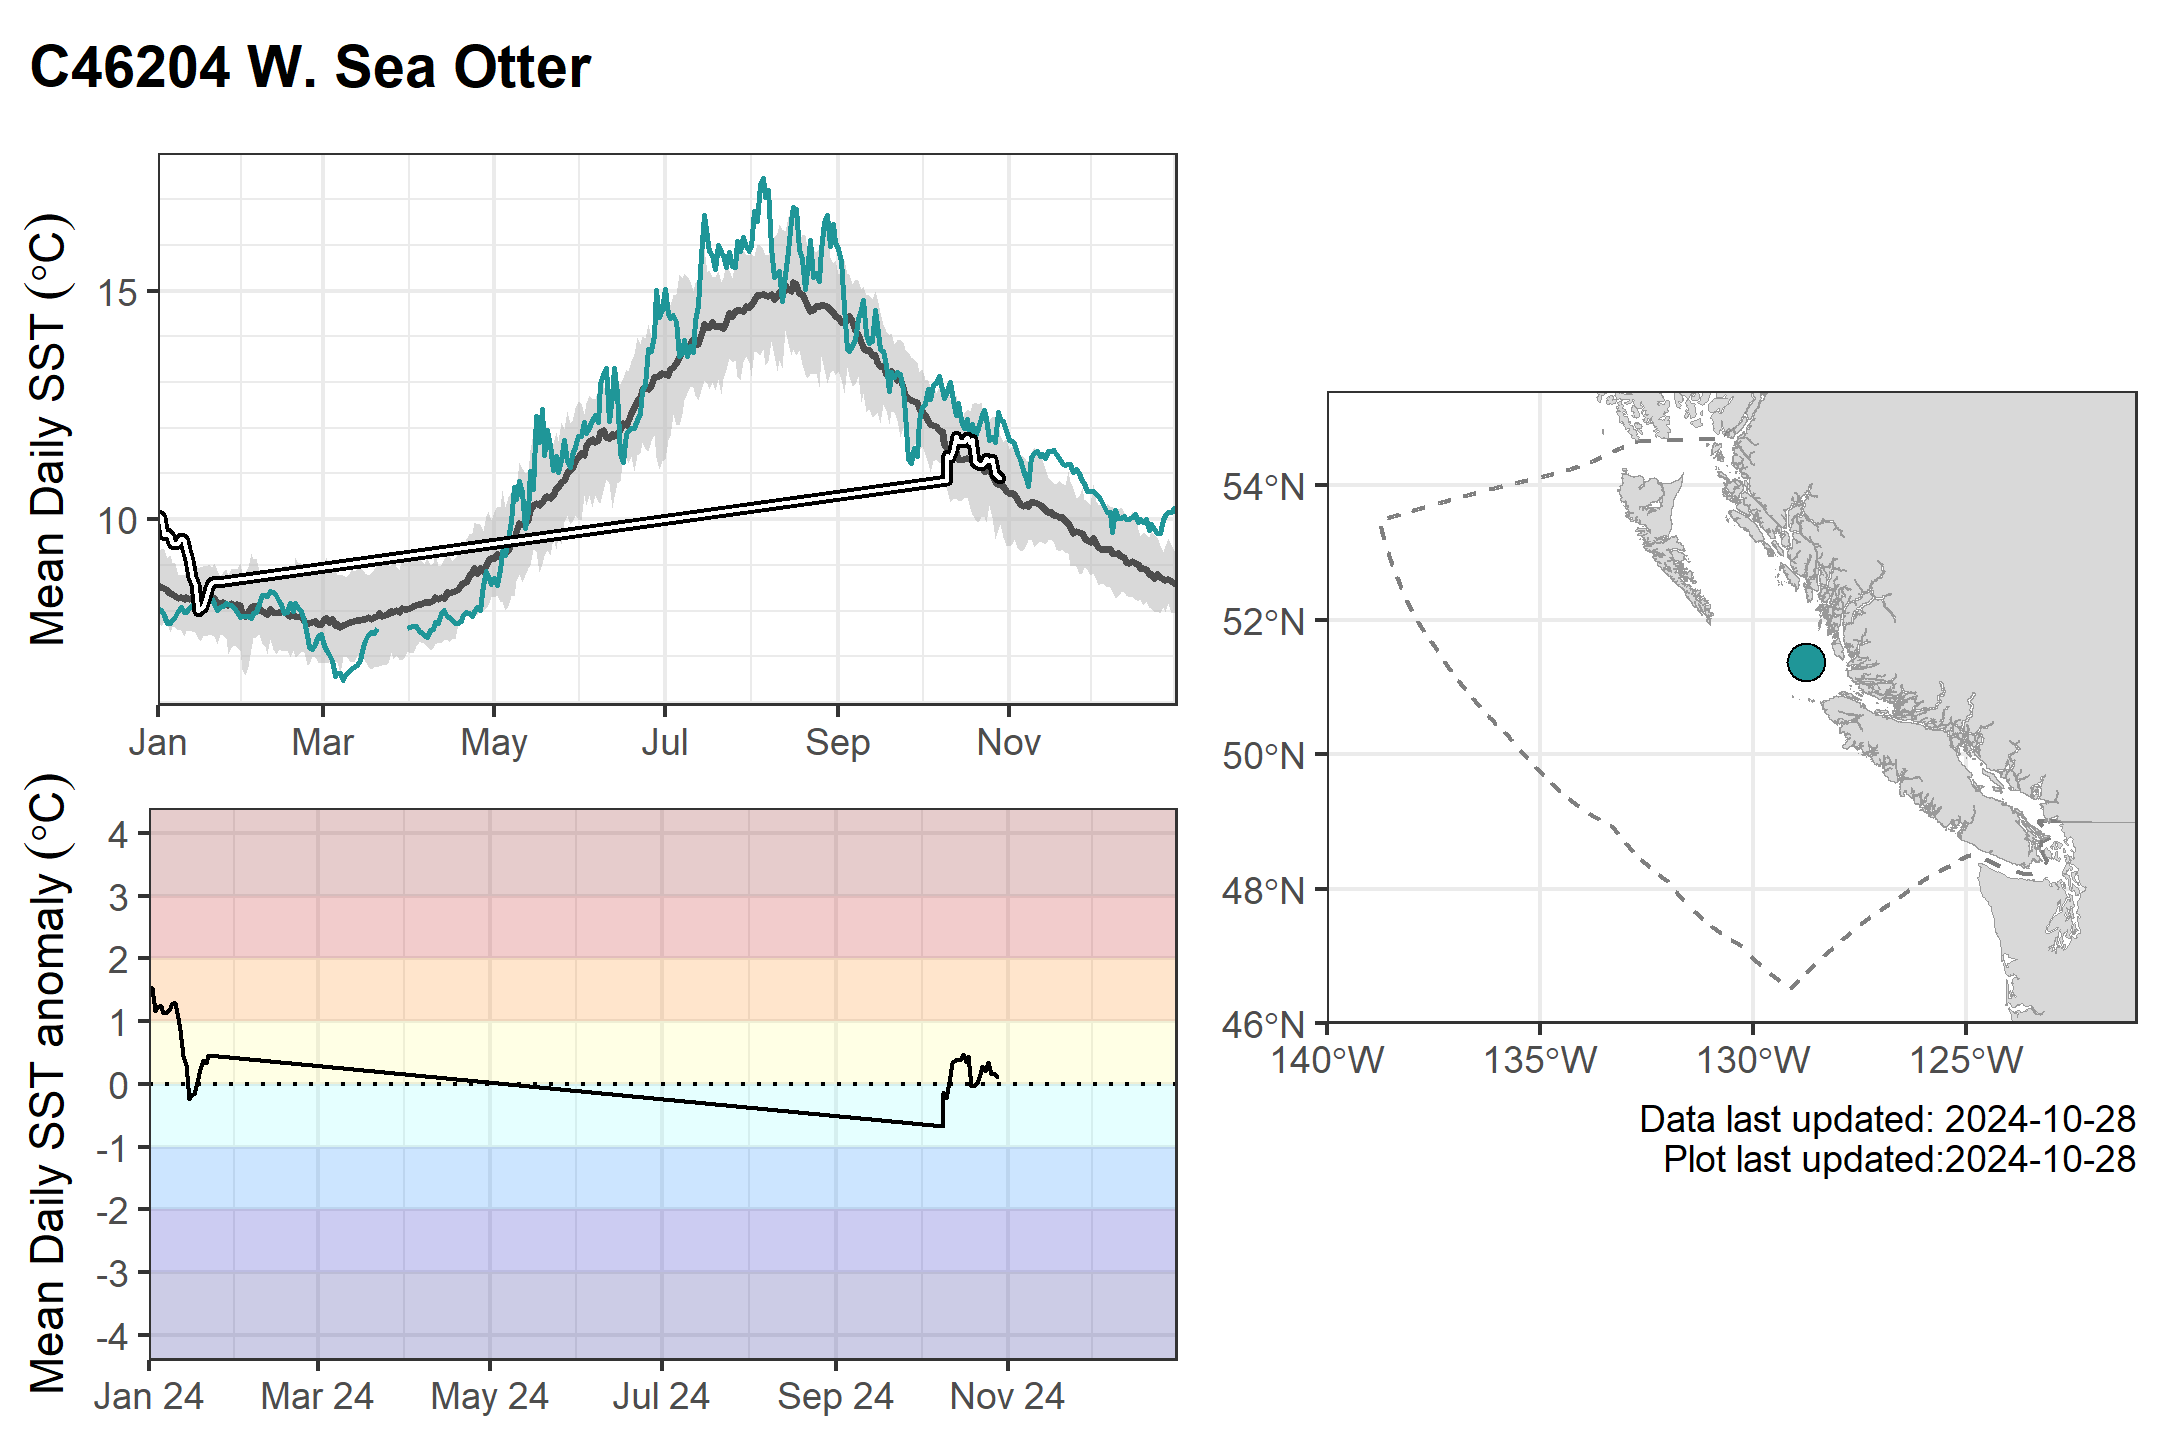 C46204 W. Sea Otter
Mean Daily SST (°C)
15
10
Jan Mar May Jul Sep Nov
Mean Daily SST anomaly (°C)
4
3
2
1
0
-1
-2
-3
-4
Jan 24 Mar 24 May 24 Jul 24 Sep 24 Nov 24
54°N
52°N
50°N
48°N
46°N
140°W 135°W 130°W 125°W
Data last updated: 2024-10-28
Plot last updated:2024-10-28